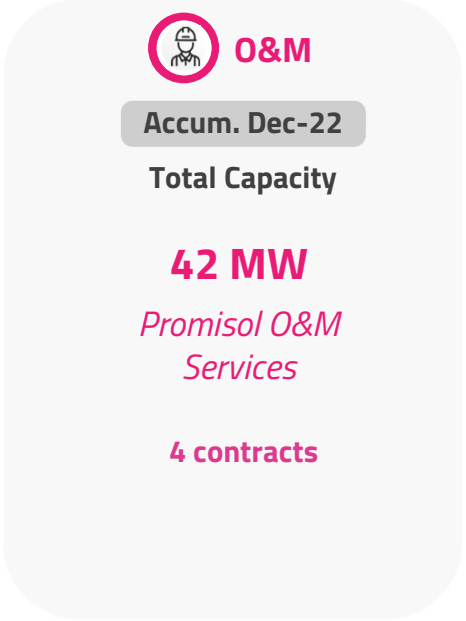 O&M
Accum. Dec-22
Total Capacity
42 MW
Promisol O&M
Services
4 contracts